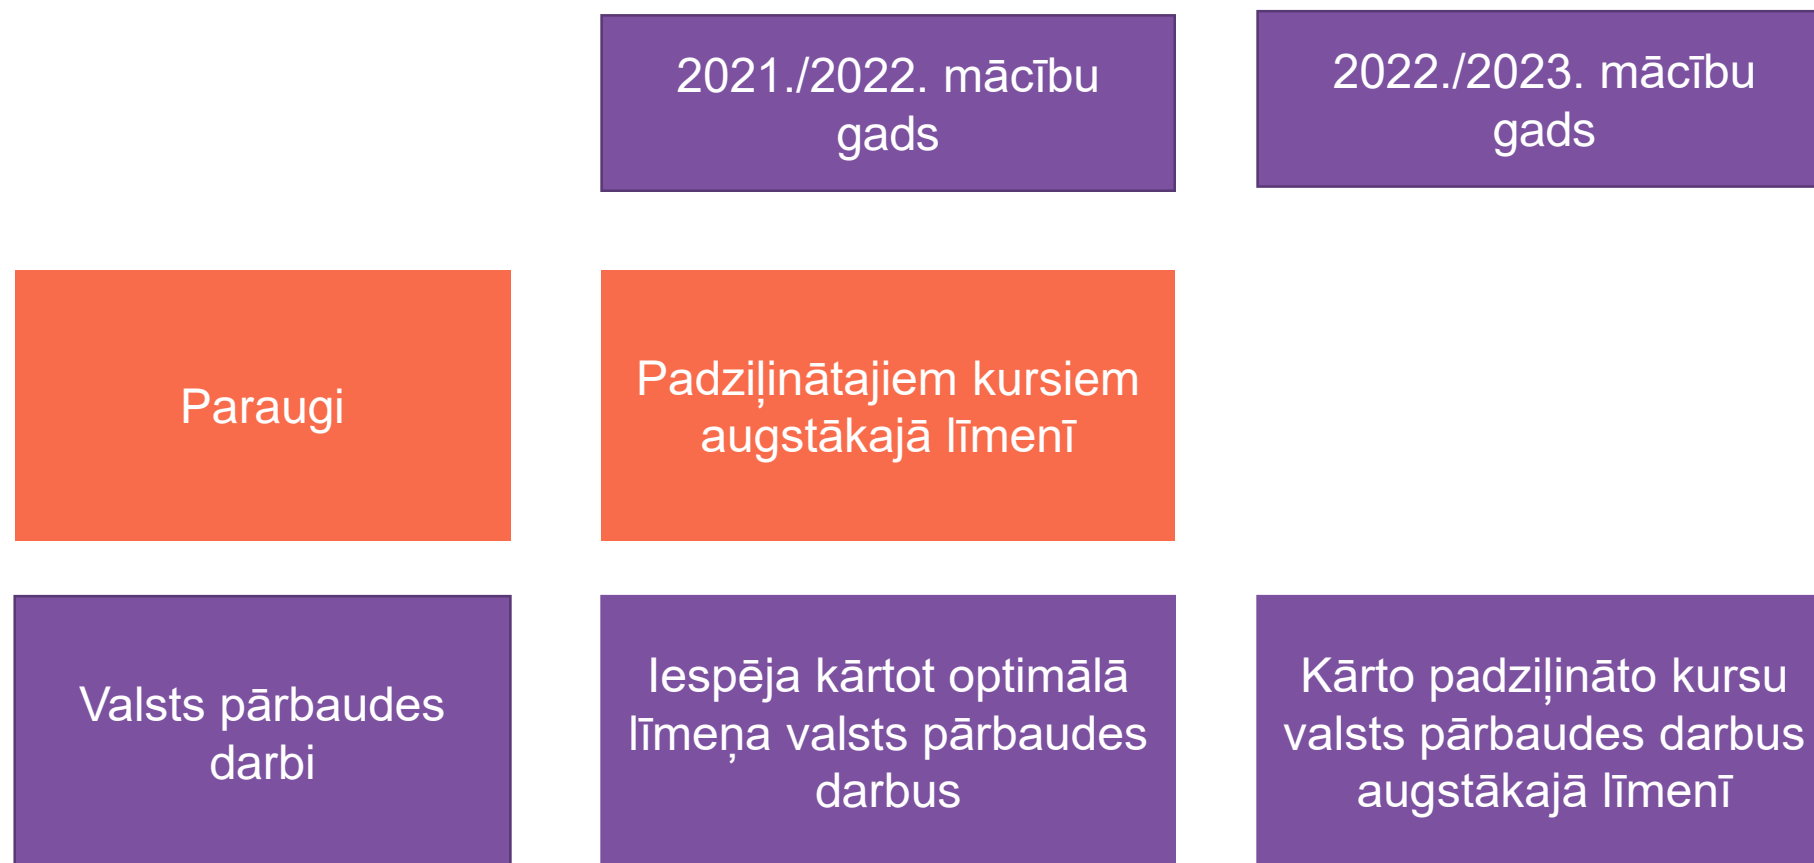 2021./2022. mācību
gads
2022./2023. mācību
gads
Paraugi
Padziļinātajiem kursiem
augstākajā līmenī
Valsts pārbaudes
darbi
Iespēja kārtot optimālā
līmeņa valsts pārbaudes
darbus
Kārto padziļināto kursu
valsts pārbaudes darbus
augstākajā līmenī